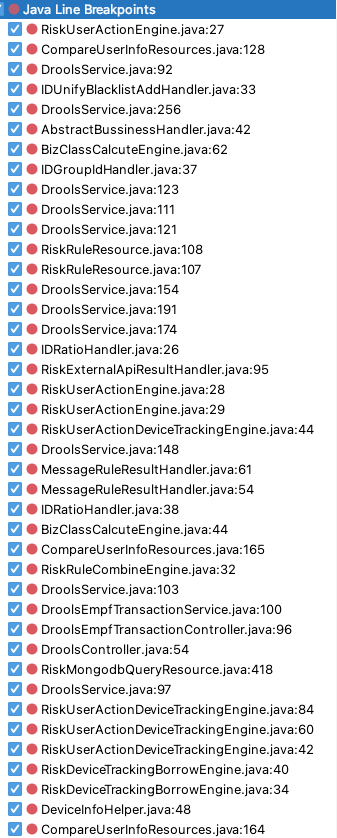 Java Line Breakpoints
RiskUserActionEngine.java:27
CompareUserInfoResources.java:128
DroolsService.java:92
IDUnifyBlacklistAddHandler.java:33
DroolsService.java:256
AbstractBussinessHandler.java:42
BizClassCalcuteEngine.java:62
IDGroupIdHandler.java:37
DroolsService.java:123
DroolsService.java:111
DroolsService.java:121
RiskRuleResource.java:108
RiskRuleResource.java:107
DroolsService.java:154
DroolsService.java:191
DroolsService.java:174
IDRatioHandler.java:26
RiskExternalApiResultHandler.java:95
RiskUserActionEngine.java:28
RiskUserActionEngine.java:29
RiskUserActionDeviceTrackingEngine.java:44
DroolsService.java:148
MessageRuleResultHandler.java:61
MessageRuleResultHandler.java:54
IDRatioHandler.java:38
BizClassCalcuteEngine.java:44
CompareUserInfoResources.java:165
RiskRuleCombineEngine.java:32
DroolsService.java:103
DroolsEmpfTransactionService.java:100
DroolsEmpfTransactionController.java:96
DroolsController.java:54
RiskMongodbQueryResource.java:418
DroolsService.java:97
RiskUserActionDeviceTrackingEngine.java:84
RiskUserActionDeviceTrackingEngine.java:60
RiskUserActionDeviceTrackingEngine.java:42
RiskDeviceTrackingBorrowEngine.java:40
RiskDeviceTrackingBorrowEngine.java:34
DeviceInfoHelper.java:48
CompareUserInfoResources.java:164